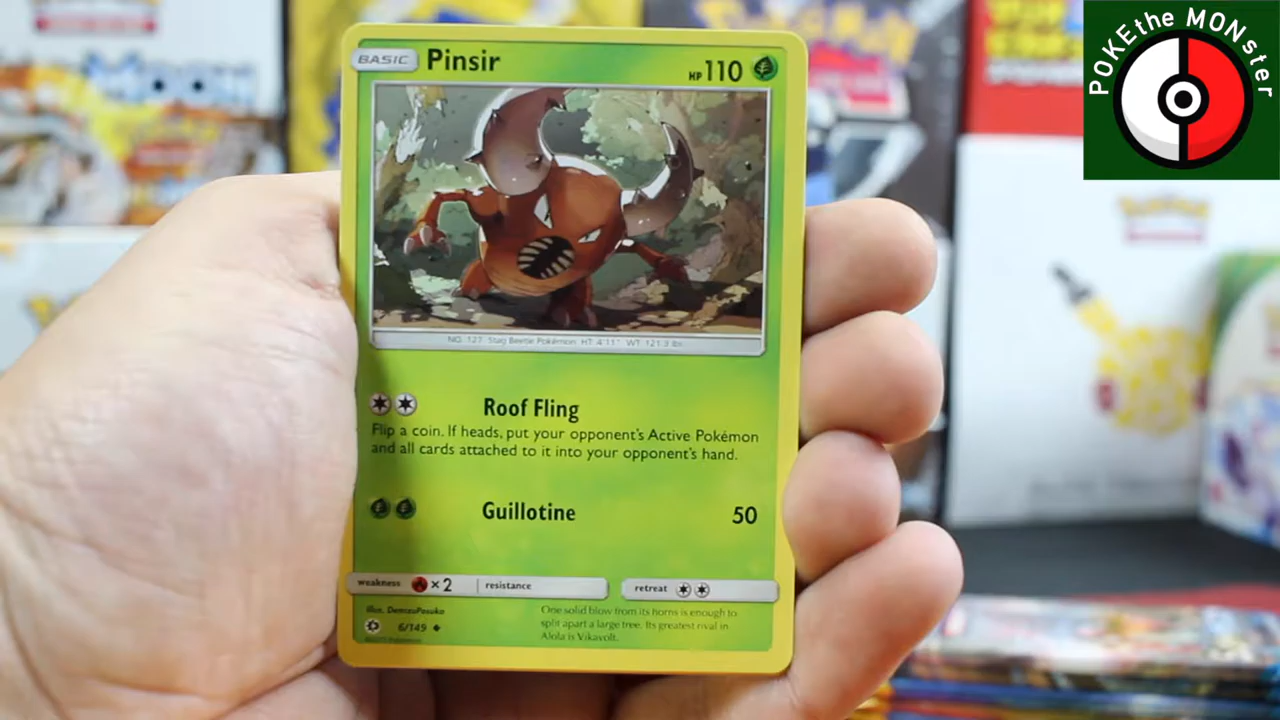 POKEthe MONster
BASIC Pinsir HP 110
NO. 127 Stag Beetle Pokémon HT: 4'11" WT: 121.3 lbs.
Roof Fling
Flip a coin. If heads, put your opponent's Active Pokémon
and all cards attached to it into your opponent's hand.
Guillotine 50
weakness ×2 resistance retreat
illus. DemizuPosuka
6/149
One solid blow from its horns is enough to
split apart a large tree. Its greatest rival in
Alola is Vikavolt.
MOON